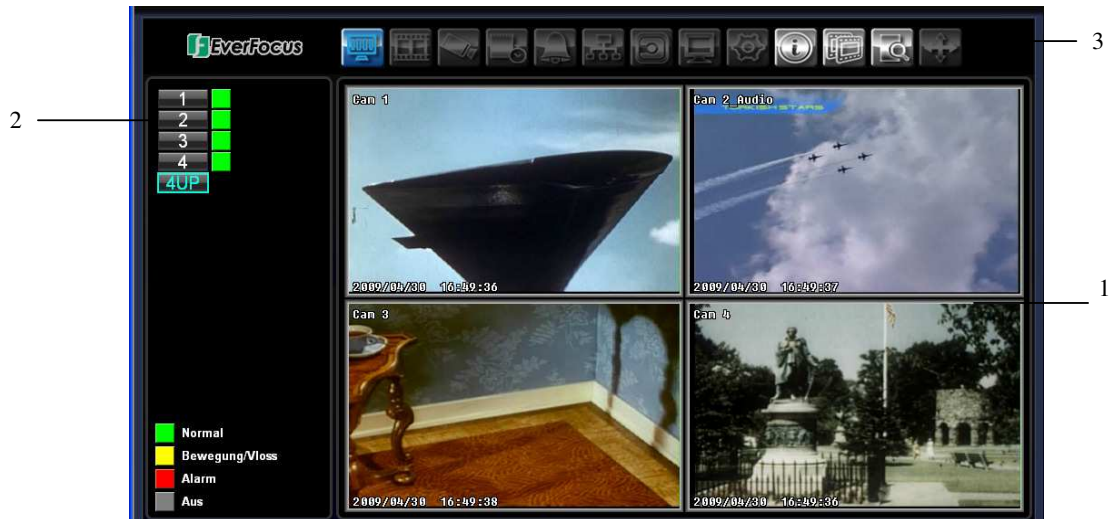 EverFocus
3
2
1
2
3
4
4UP
Cam 1
2009/04/30 16:49:36
Cam 2 Audio
TURKISH STARS
2009/04/30 16:49:37
1
Cam 3
2009/04/30 16:49:38
Cam 4
2009/04/30 16:49:36
Normal
Bewegung/Vloss
Alarm
Aus